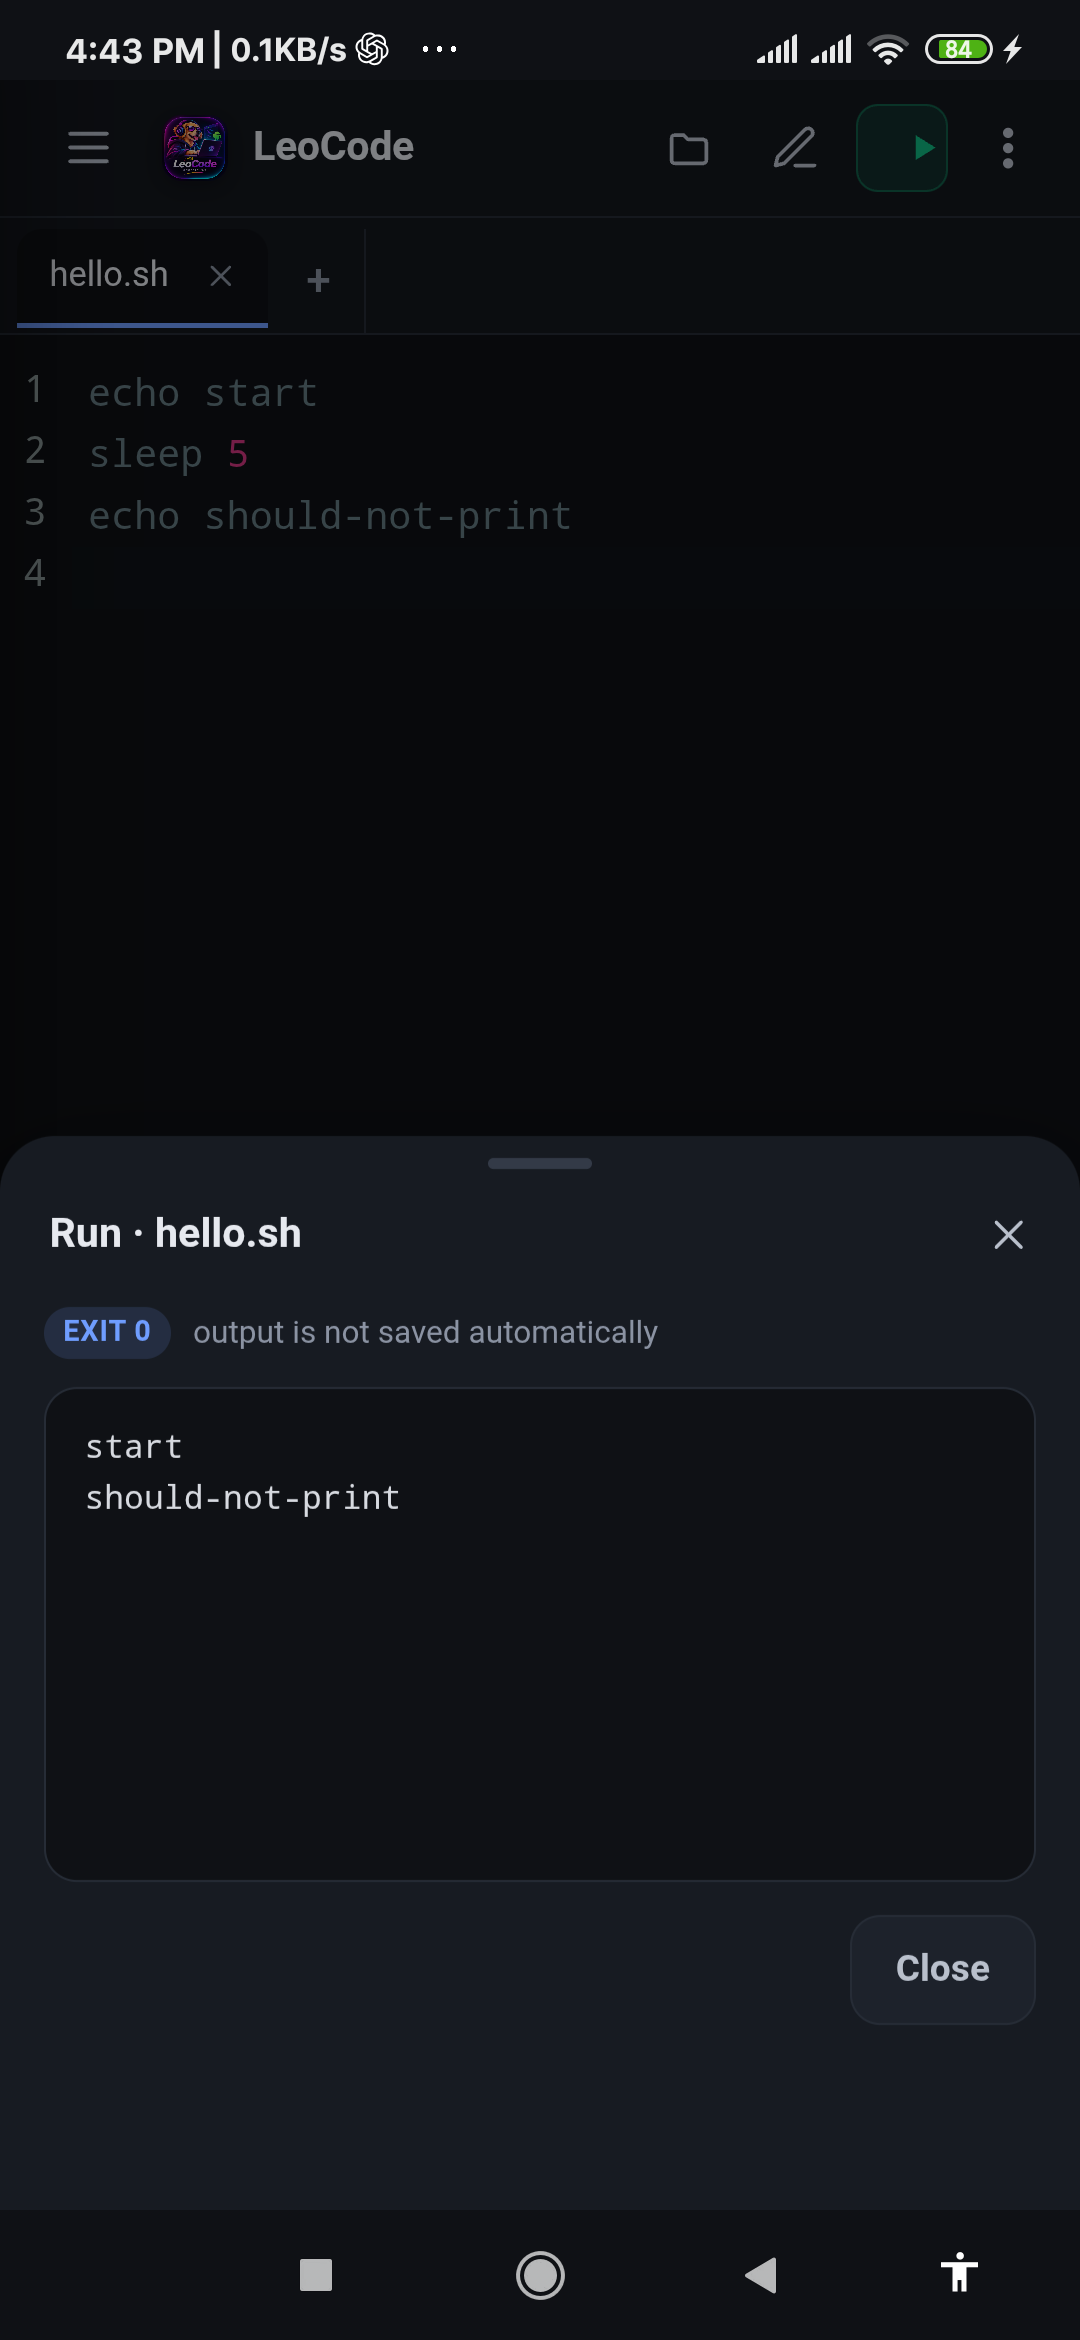 4:43 PM | 0.1KB/s ... 84
LeoCode
LeoCode
hello.sh
1 echo start
2 sleep 5
3 echo should-not-print
4
Run · hello.sh
EXIT 0 output is not saved automatically
start
should-not-print
Close